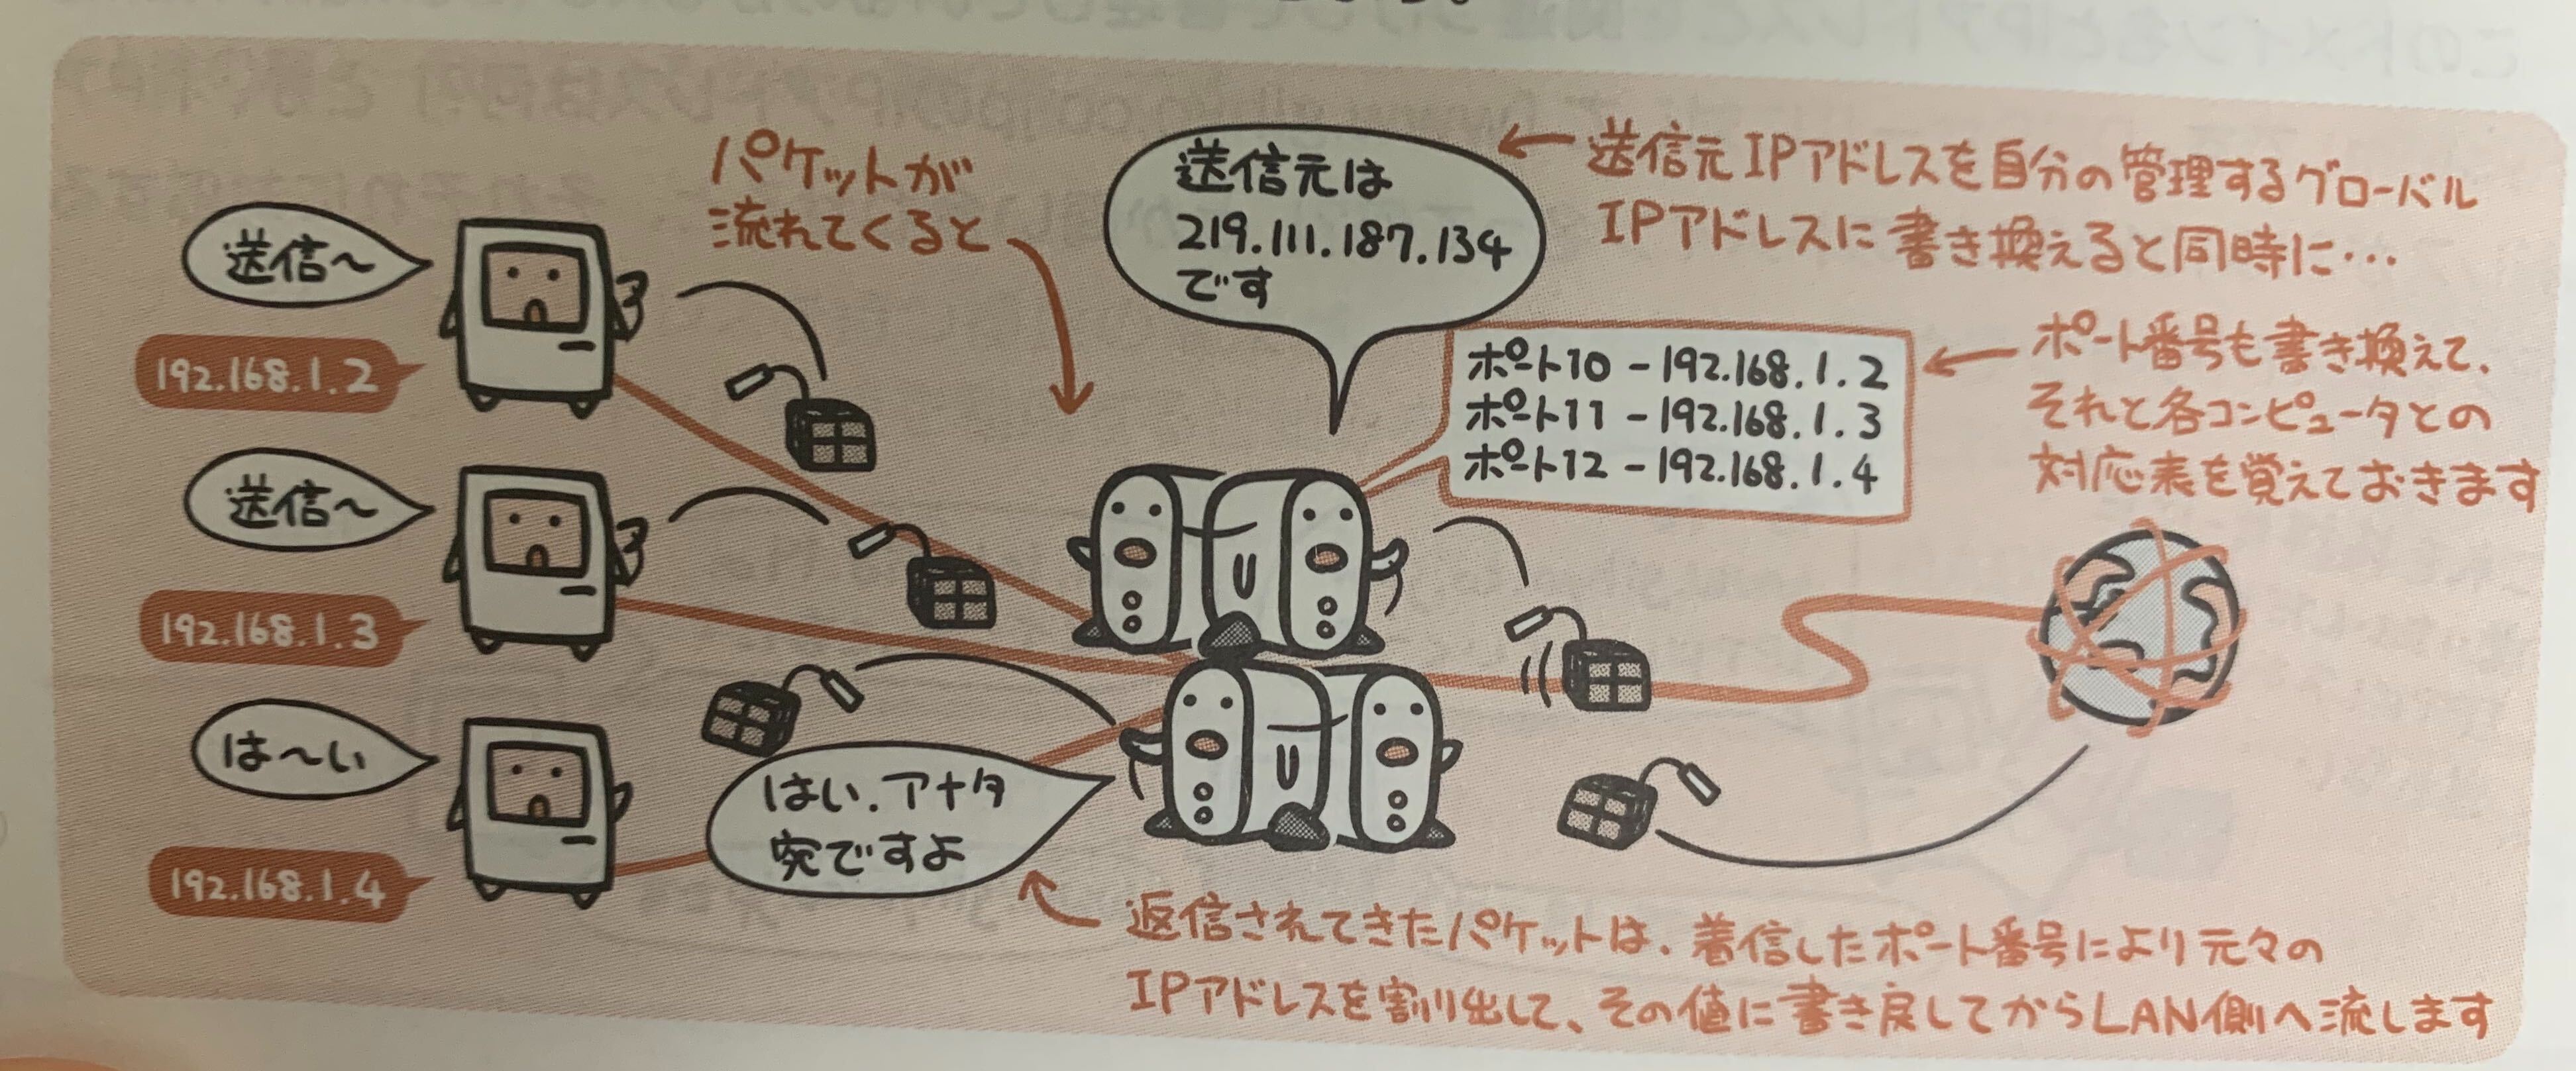 パケットが
流れてくると
送信元は
219.111.187.134
です
送信元IPアドレスを自分の管理するグローバル
IPアドレスに書き換えると同時に…
送信〜
192.168.1.2
ポート10 - 192.168.1.2
ポート11 - 192.168.1.3
ポート12 - 192.168.1.4
ポート番号も書き換えて、
それと各コンピュータとの
対応表を覚えておきます
送信〜
192.168.1.3
は〜い
192.168.1.4
はい、アナタ
宛ですよ
返信されてきたパケットは、着信したポート番号により元々の
IPアドレスを割り出して、その値に書き戻してからLAN側へ流します